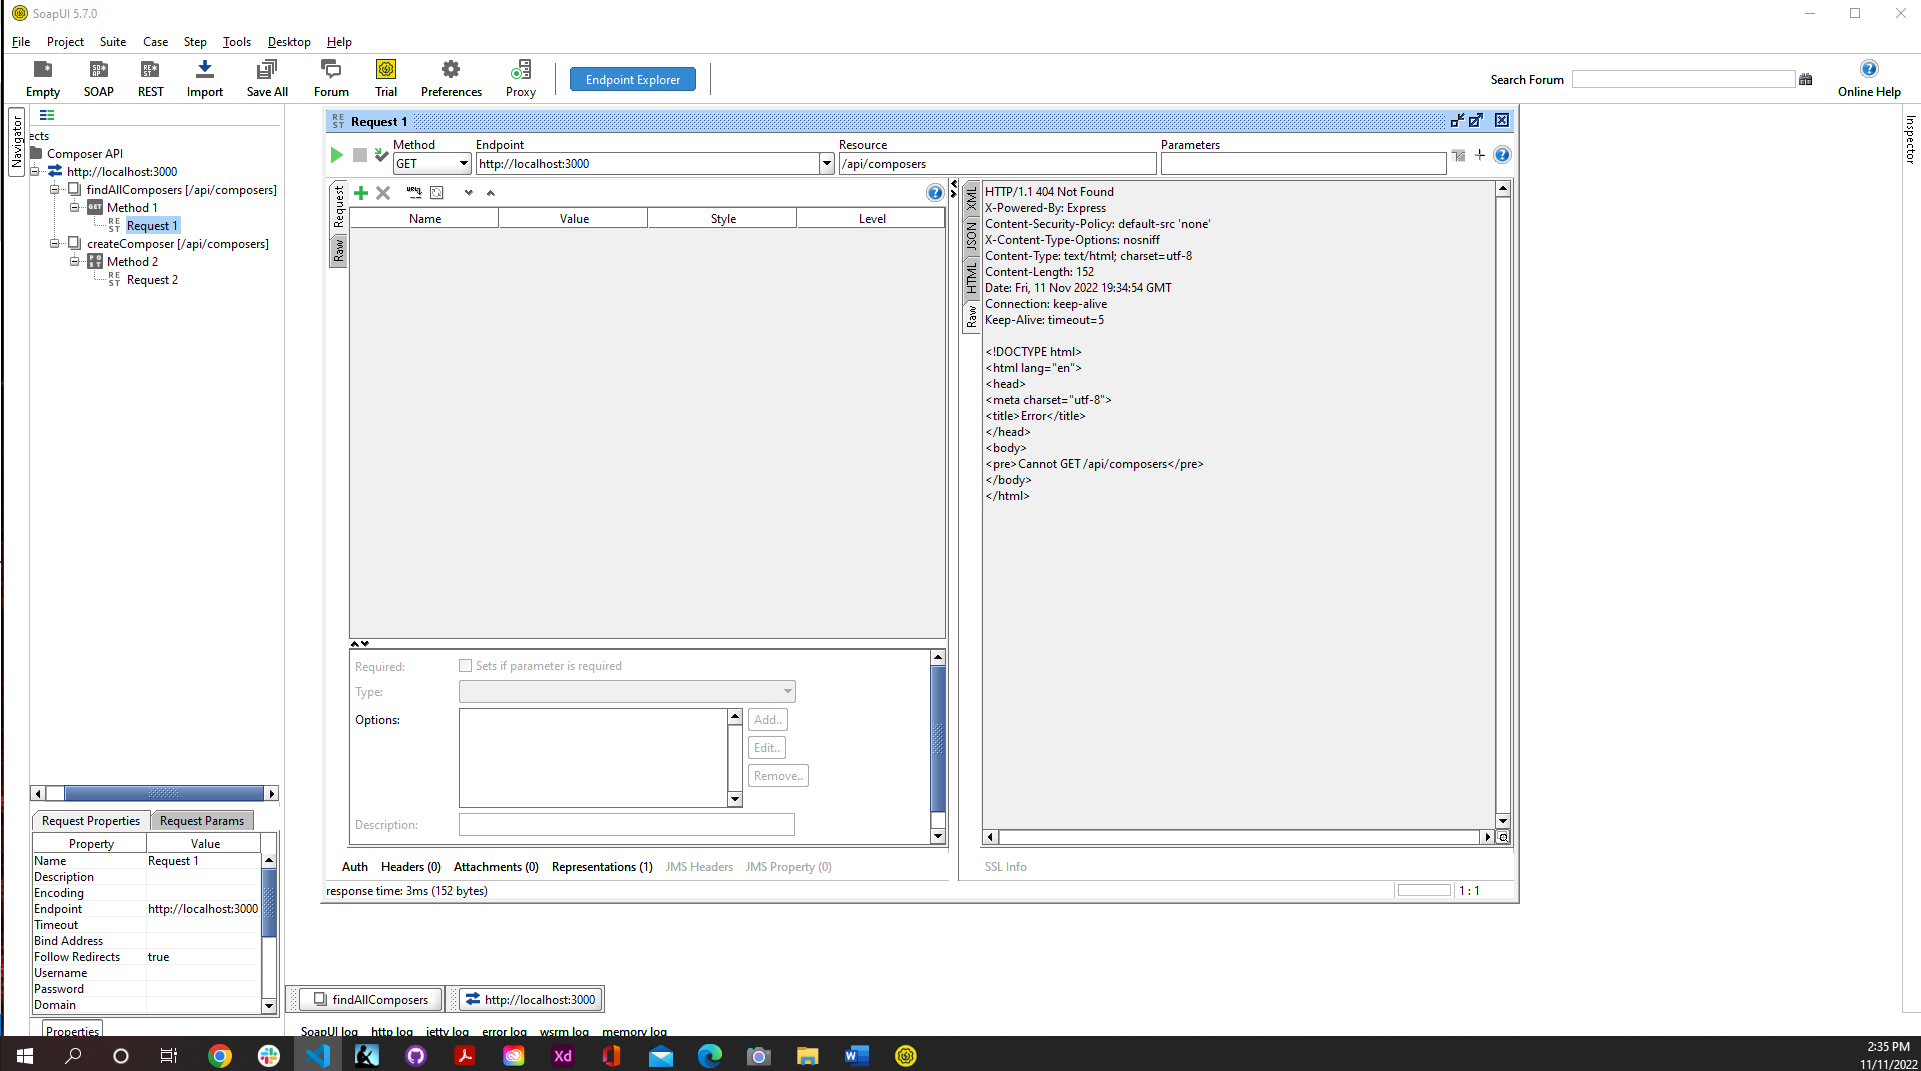 SoapUI 5.7.0
File Project Suite Case Step Tools Desktop Help
Empty SOAP REST Import Save All Forum Trial Preferences Proxy Endpoint Explorer Search Forum Online Help
Navigator
ects
Composer API
http://localhost:3000
findAllComposers [/api/composers]
GET Method 1
REST Request 1
createComposer [/api/composers]
POST Method 2
REST Request 2
Request Properties Request Params
Property Value
Name Request 1
Description
Encoding
Endpoint http://localhost:3000
Timeout
Bind Address
Follow Redirects true
Username
Password
Domain
Properties
REST Request 1
Method Endpoint Resource Parameters
GET http://localhost:3000 /api/composers
Request
Raw
Name Value Style Level
Required: Sets if parameter is required
Type:
Options:
Add..
Edit..
Remove..
Description:
Auth Headers (0) Attachments (0) Representations (1) JMS Headers JMS Property (0)
response time: 3ms (152 bytes)
XML
JSON
HTML
Raw
HTTP/1.1 404 Not Found
X-Powered-By: Express
Content-Security-Policy: default-src 'none'
X-Content-Type-Options: nosniff
Content-Type: text/html; charset=utf-8
Content-Length: 152
Date: Fri, 11 Nov 2022 19:34:54 GMT
Connection: keep-alive
Keep-Alive: timeout=5
<!DOCTYPE html>
<html lang="en">
<head>
<meta charset="utf-8">
<title>Error</title>
</head>
<body>
<pre>Cannot GET /api/composers</pre>
</body>
</html>
SSL Info
1 : 1
Inspector
findAllComposers http://localhost:3000
SoapUI log http log jetty log error log wsrm log memory log
Xd
2:35 PM
11/11/2022